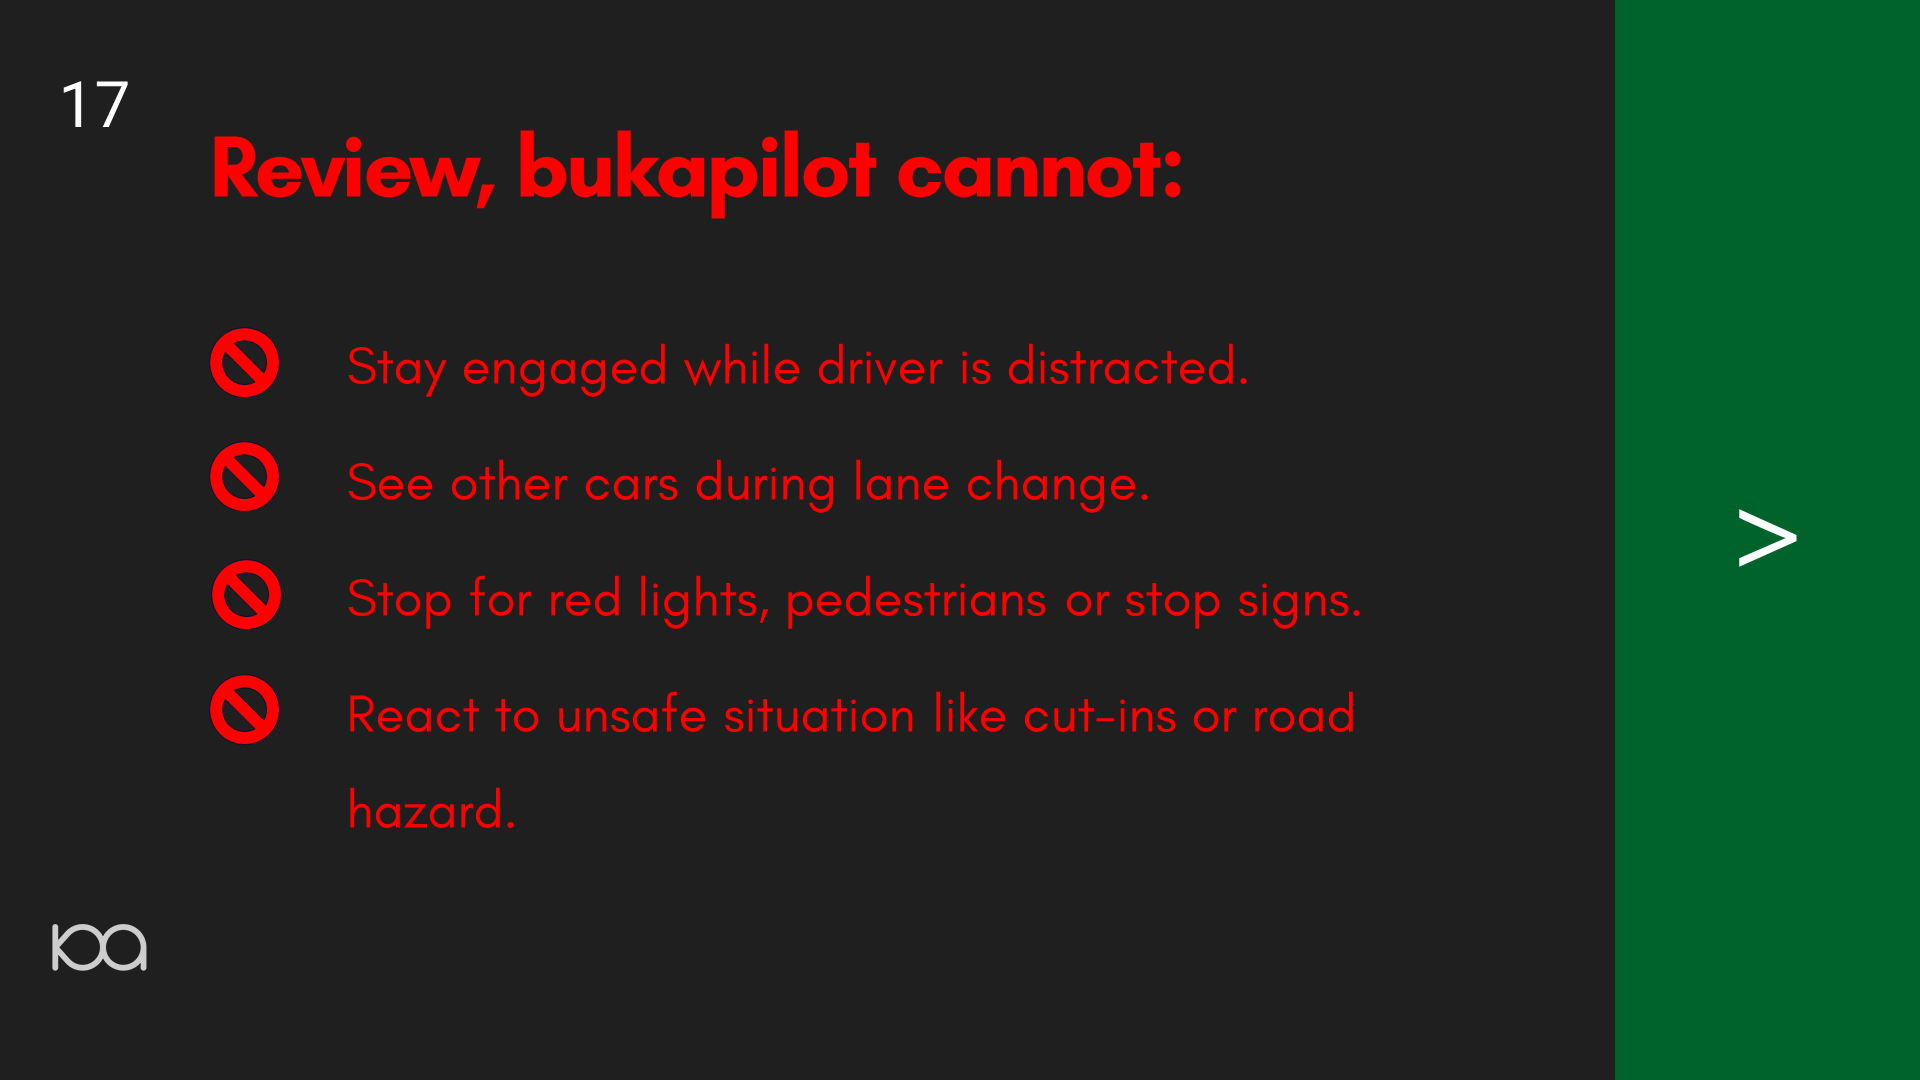 17
Review, bukapilot cannot:
Stay engaged while driver is distracted.
See other cars during lane change.
Stop for red lights, pedestrians or stop signs.
React to unsafe situation like cut-ins or road
hazard.
>
ka